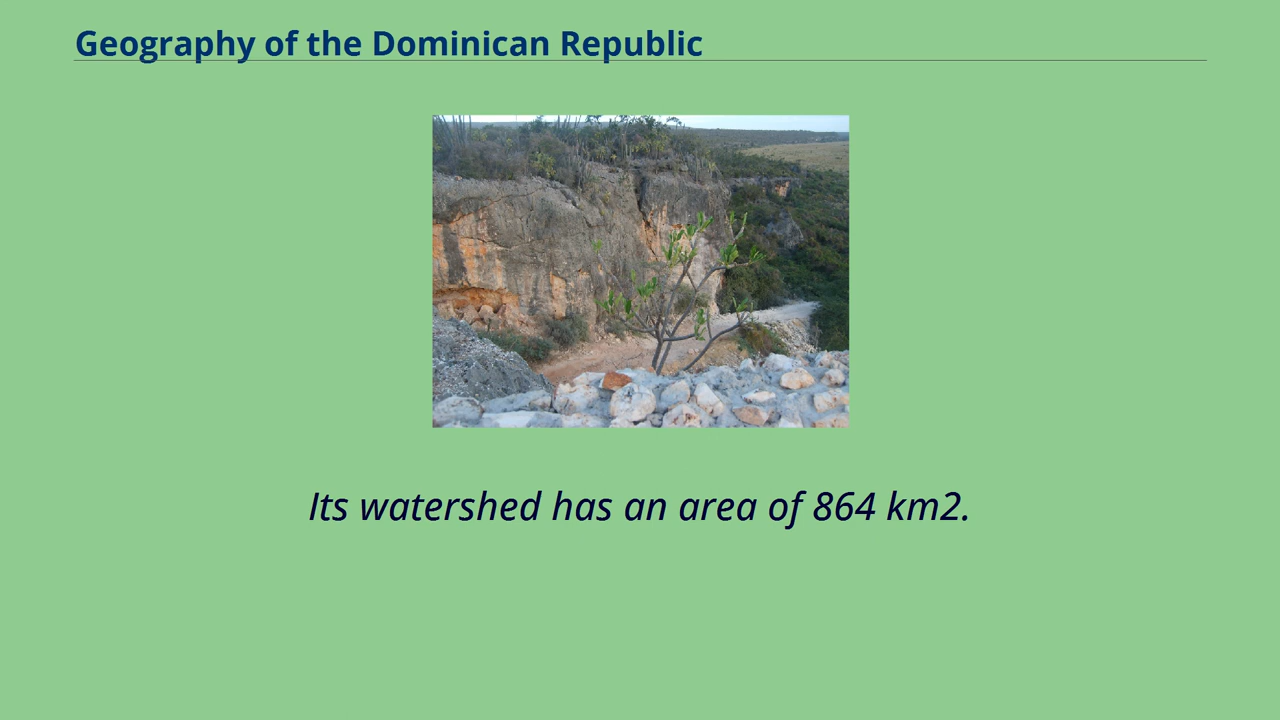 Geography of the Dominican Republic
Its watershed has an area of 864 km2.